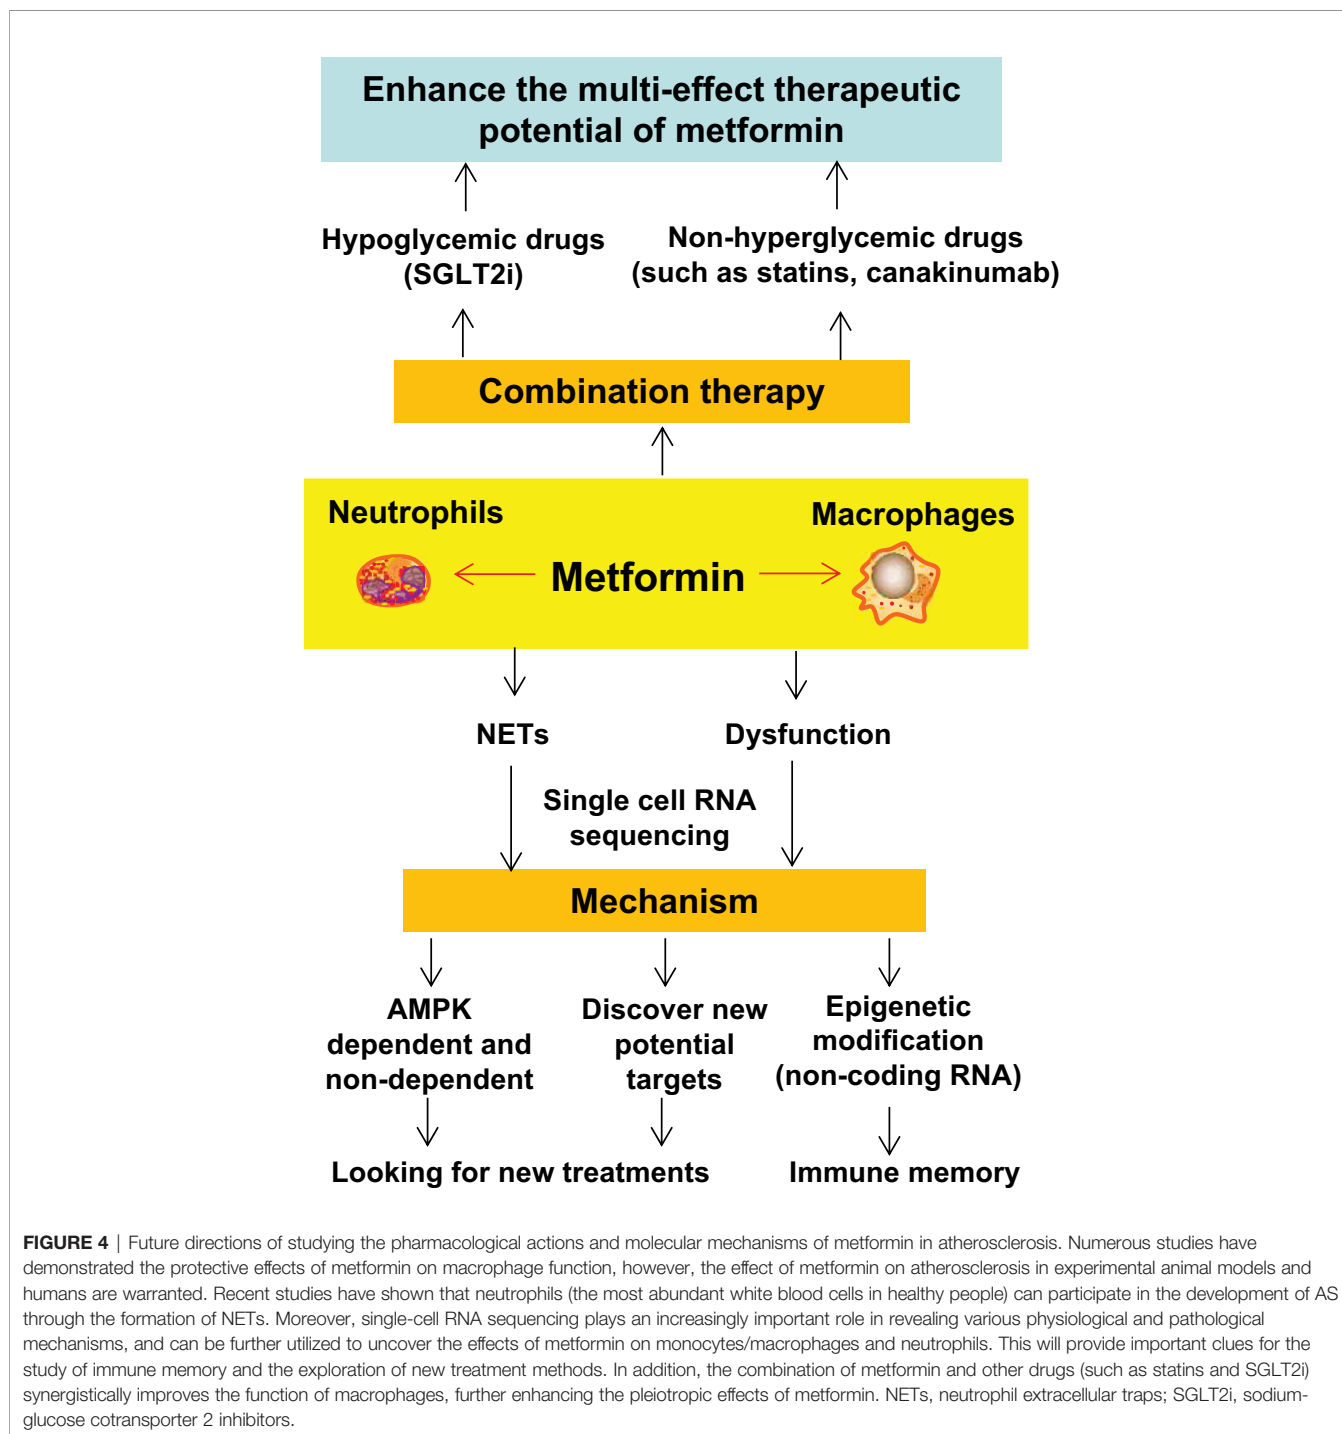 Enhance the multi-effect therapeutic
potential of metformin
Hypoglycemic drugs
(SGLT2i)
Non-hyperglycemic drugs
(such as statins, canakinumab)
Combination therapy
Neutrophils
Macrophages
Metformin
NETs
Dysfunction
Single cell RNA
sequencing
Mechanism
AMPK
dependent and
non-dependent
Discover new
potential
targets
Epigenetic
modification
(non-coding RNA)
Looking for new treatments
Immune memory
FIGURE 4 | Future directions of studying the pharmacological actions and molecular mechanisms of metformin in atherosclerosis. Numerous studies have
demonstrated the protective effects of metformin on macrophage function, however, the effect of metformin on atherosclerosis in experimental animal models and
humans are warranted. Recent studies have shown that neutrophils (the most abundant white blood cells in healthy people) can participate in the development of AS
through the formation of NETs. Moreover, single-cell RNA sequencing plays an increasingly important role in revealing various physiological and pathological
mechanisms, and can be further utilized to uncover the effects of metformin on monocytes/macrophages and neutrophils. This will provide important clues for the
study of immune memory and the exploration of new treatment methods. In addition, the combination of metformin and other drugs (such as statins and SGLT2i)
synergistically improves the function of macrophages, further enhancing the pleiotropic effects of metformin. NETs, neutrophil extracellular traps; SGLT2i, sodium-
glucose cotransporter 2 inhibitors.